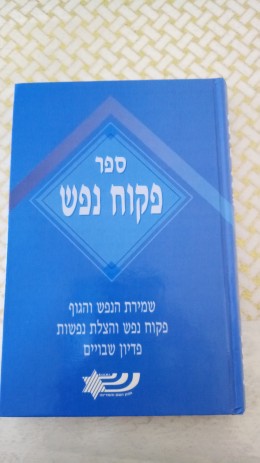 ספר
פקוח נפש
שמירת הנפש והגוף
פקוח נפש והצלת נפשות
פדיון שבויים